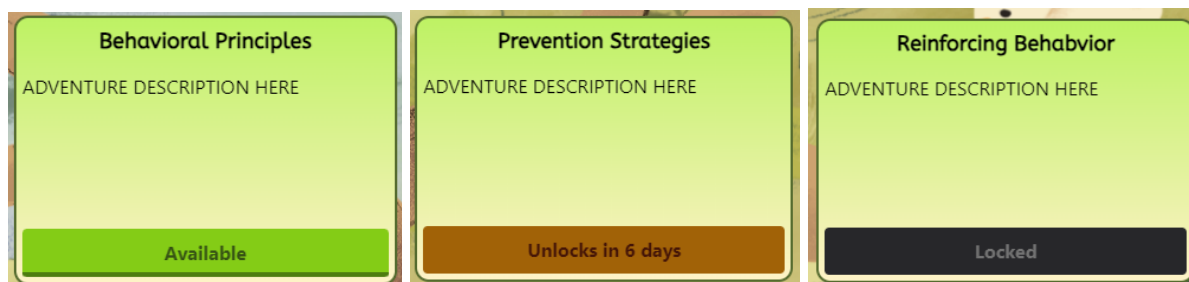 Behavioral Principles
ADVENTURE DESCRIPTION HERE
Available
Prevention Strategies
ADVENTURE DESCRIPTION HERE
Unlocks in 6 days
Reinforcing Behabvior
ADVENTURE DESCRIPTION HERE
Locked